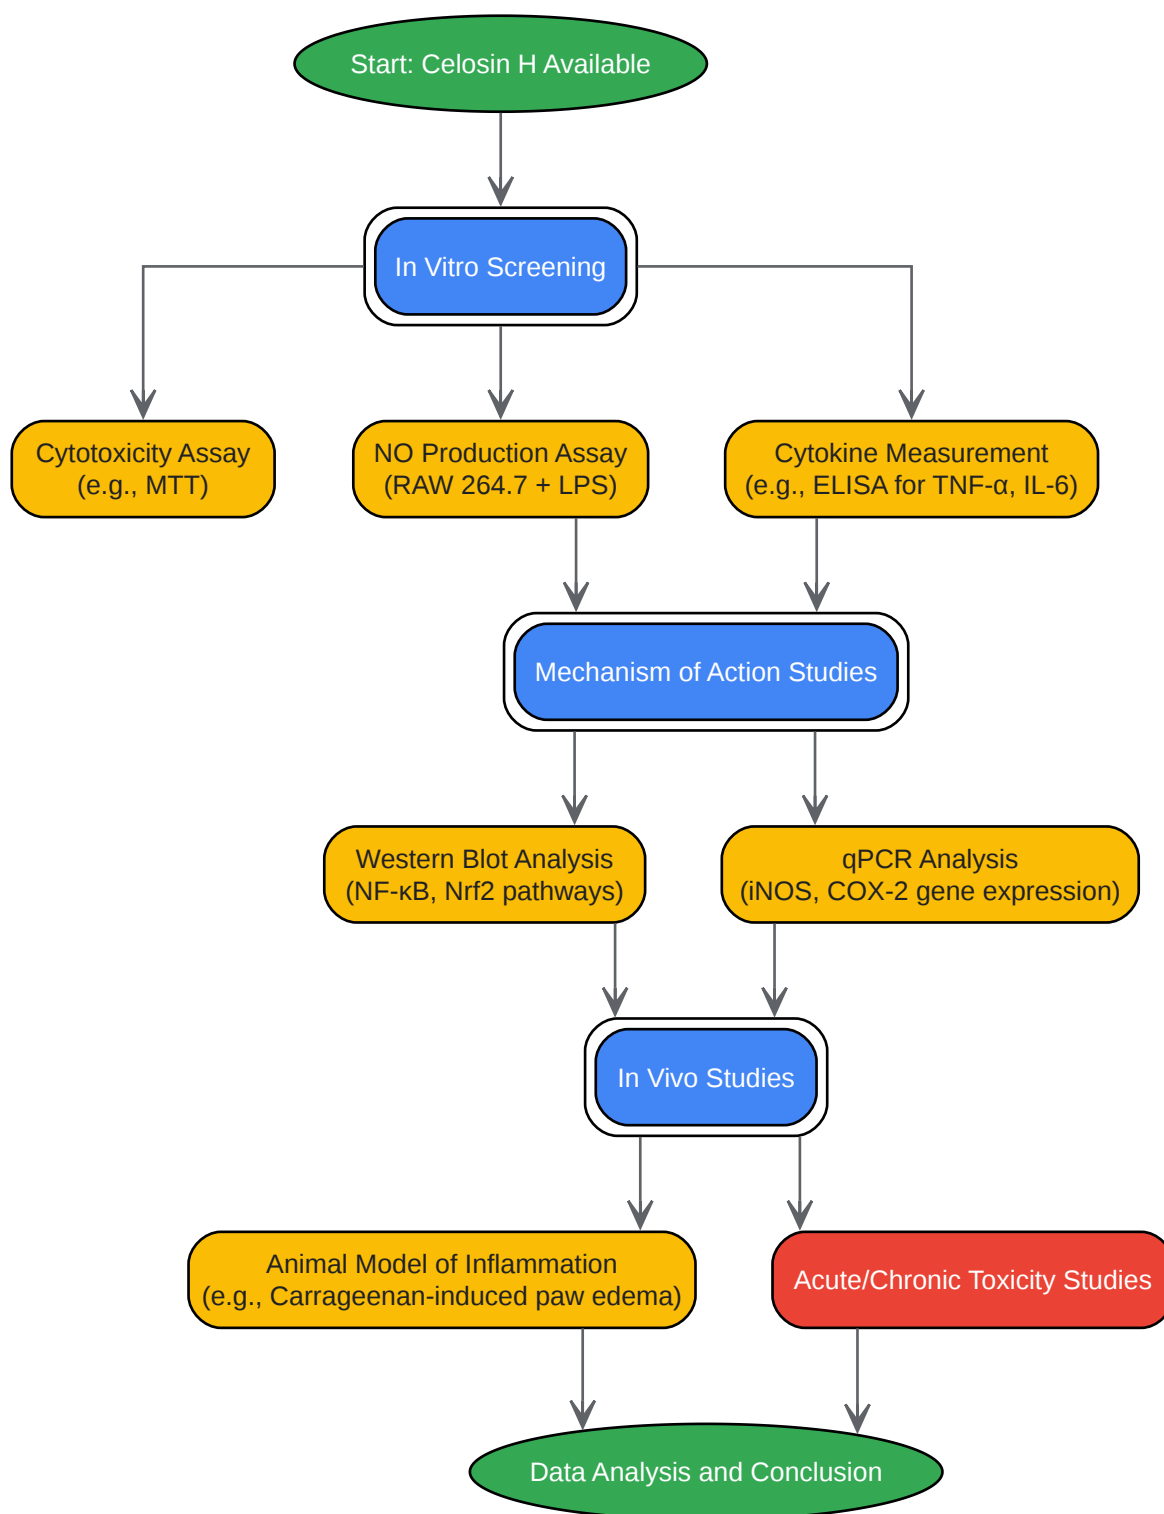 Start: Celosin H Available
In Vitro Screening
Cytotoxicity Assay
(e.g., MTT)
NO Production Assay
(RAW 264.7 + LPS)
Cytokine Measurement
(e.g., ELISA for TNF-α, IL-6)
Mechanism of Action Studies
Western Blot Analysis
(NF-κB, Nrf2 pathways)
qPCR Analysis
(iNOS, COX-2 gene expression)
In Vivo Studies
Animal Model of Inflammation
(e.g., Carrageenan-induced paw edema)
Acute/Chronic Toxicity Studies
Data Analysis and Conclusion